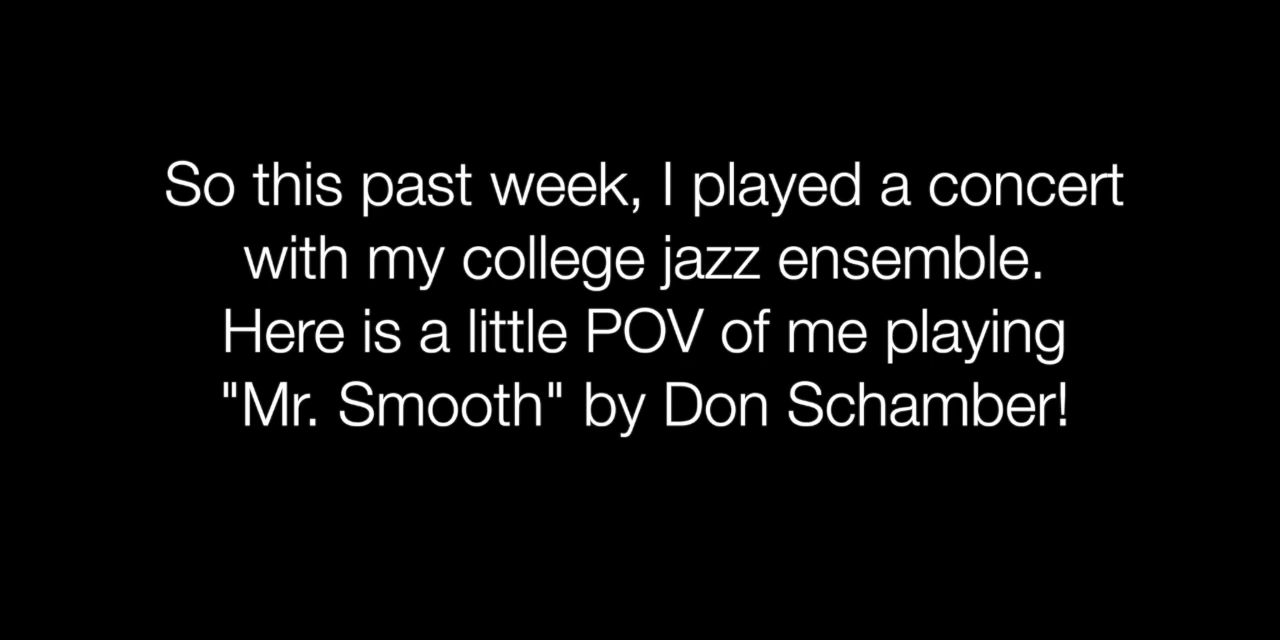 So this past week, I played a concert
with my college jazz ensemble.
Here is a little POV of me playing
"Mr. Smooth" by Don Schamber!